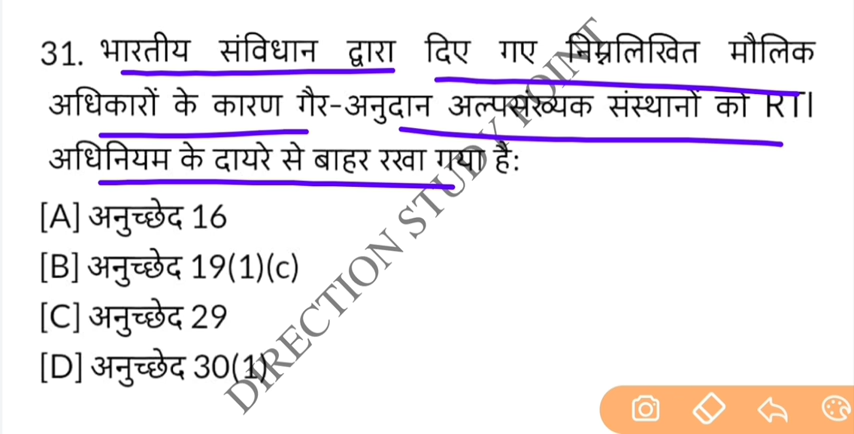 31. भारतीय संविधान द्वारा दिए गए निम्नलिखित मौलिक
अधिकारों के कारण गैर-अनुदान अल्पसंख्यक संस्थानों को RTI
अधिनियम के दायरे से बाहर रखा गया है:
[A] अनुच्छेद 16
[B] अनुच्छेद 19(1)(c)
[C] अनुच्छेद 29
[D] अनुच्छेद 30(1)
DIRECTION STUDY POINT